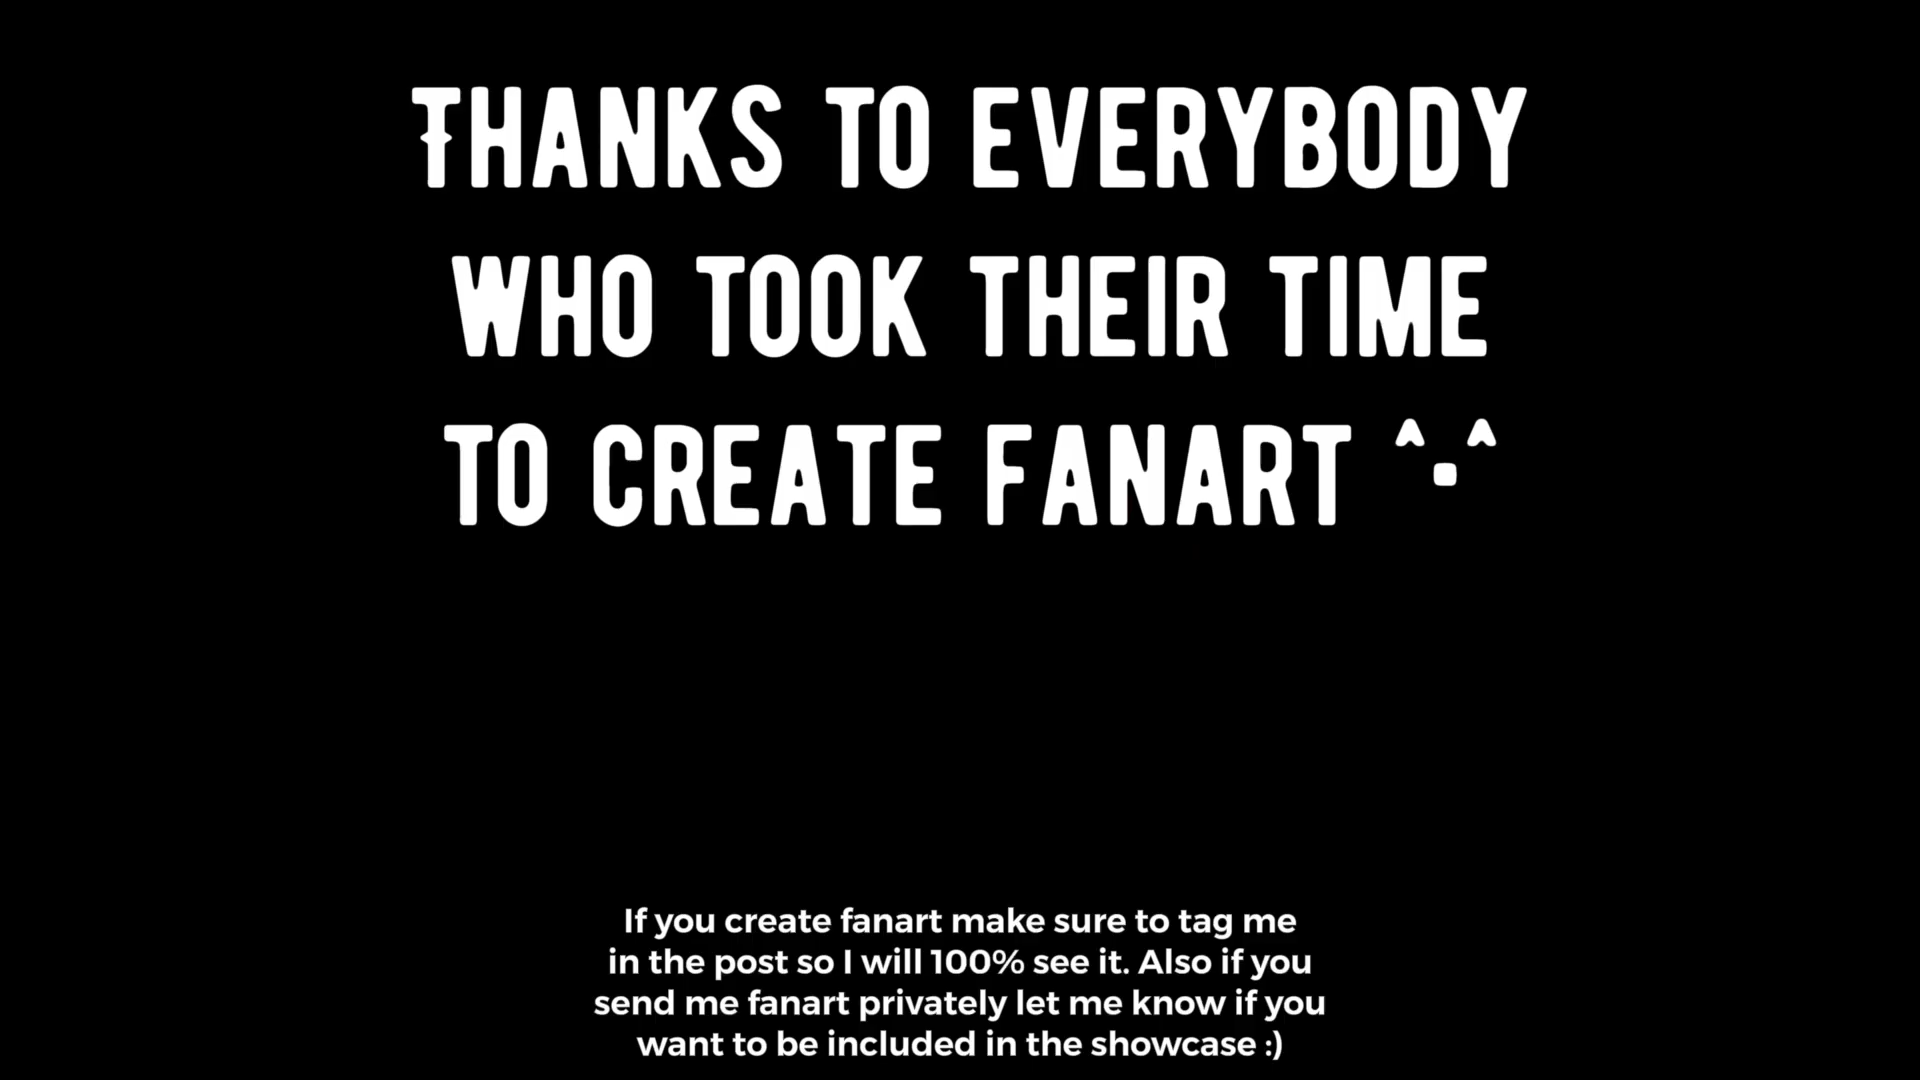 Thanks to everybody
who took their time
to create fanart ^.^
If you create fanart make sure to tag me
in the post so I will 100% see it. Also if you
send me fanart privately let me know if you
want to be included in the showcase :)